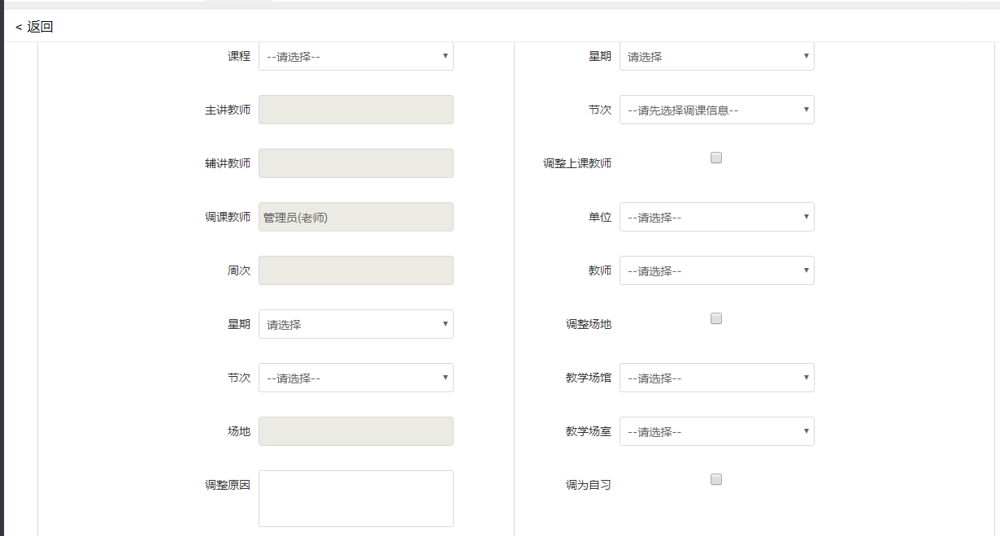 < 返回
课程 --请选择--
主讲教师
辅讲教师
调课教师 管理员(老师)
周次
星期 请选择
节次 --请选择--
场地
调整原因
星期 请选择
节次 --请先选择调课信息--
调整上课教师
单位 --请选择--
教师 --请选择--
调整场地
教学场馆 --请选择--
教学场室 --请选择--
调为自习